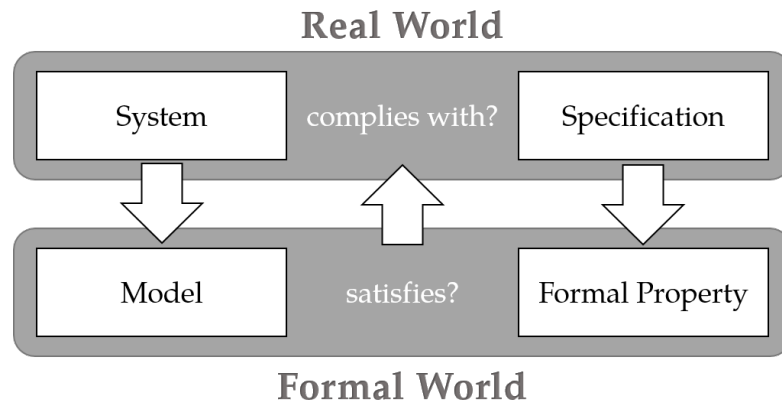 Real World
System
complies with?
Specification
Model
satisfies?
Formal Property
Formal World